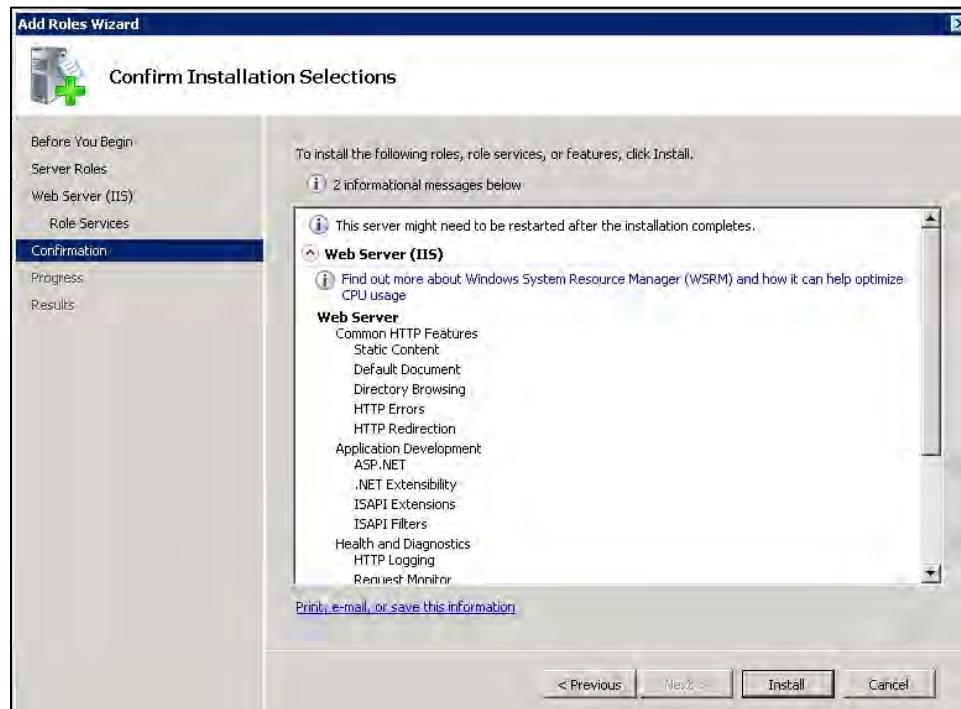 Add Roles Wizard
Confirm Installation Selections
Before You Begin
Server Roles
Web Server (IIS)
Role Services
Confirmation
Progress
Results
To install the following roles, role services, or features, click Install.
2 informational messages below
This server might need to be restarted after the installation completes.
Web Server (IIS)
Find out more about Windows System Resource Manager (WSRM) and how it can help optimize
CPU usage
Web Server
Common HTTP Features
Static Content
Default Document
Directory Browsing
HTTP Errors
HTTP Redirection
Application Development
ASP.NET
.NET Extensibility
ISAPI Extensions
ISAPI Filters
Health and Diagnostics
HTTP Logging
Request Monitor
Print, e-mail, or save this information
< Previous
Next >
Install
Cancel